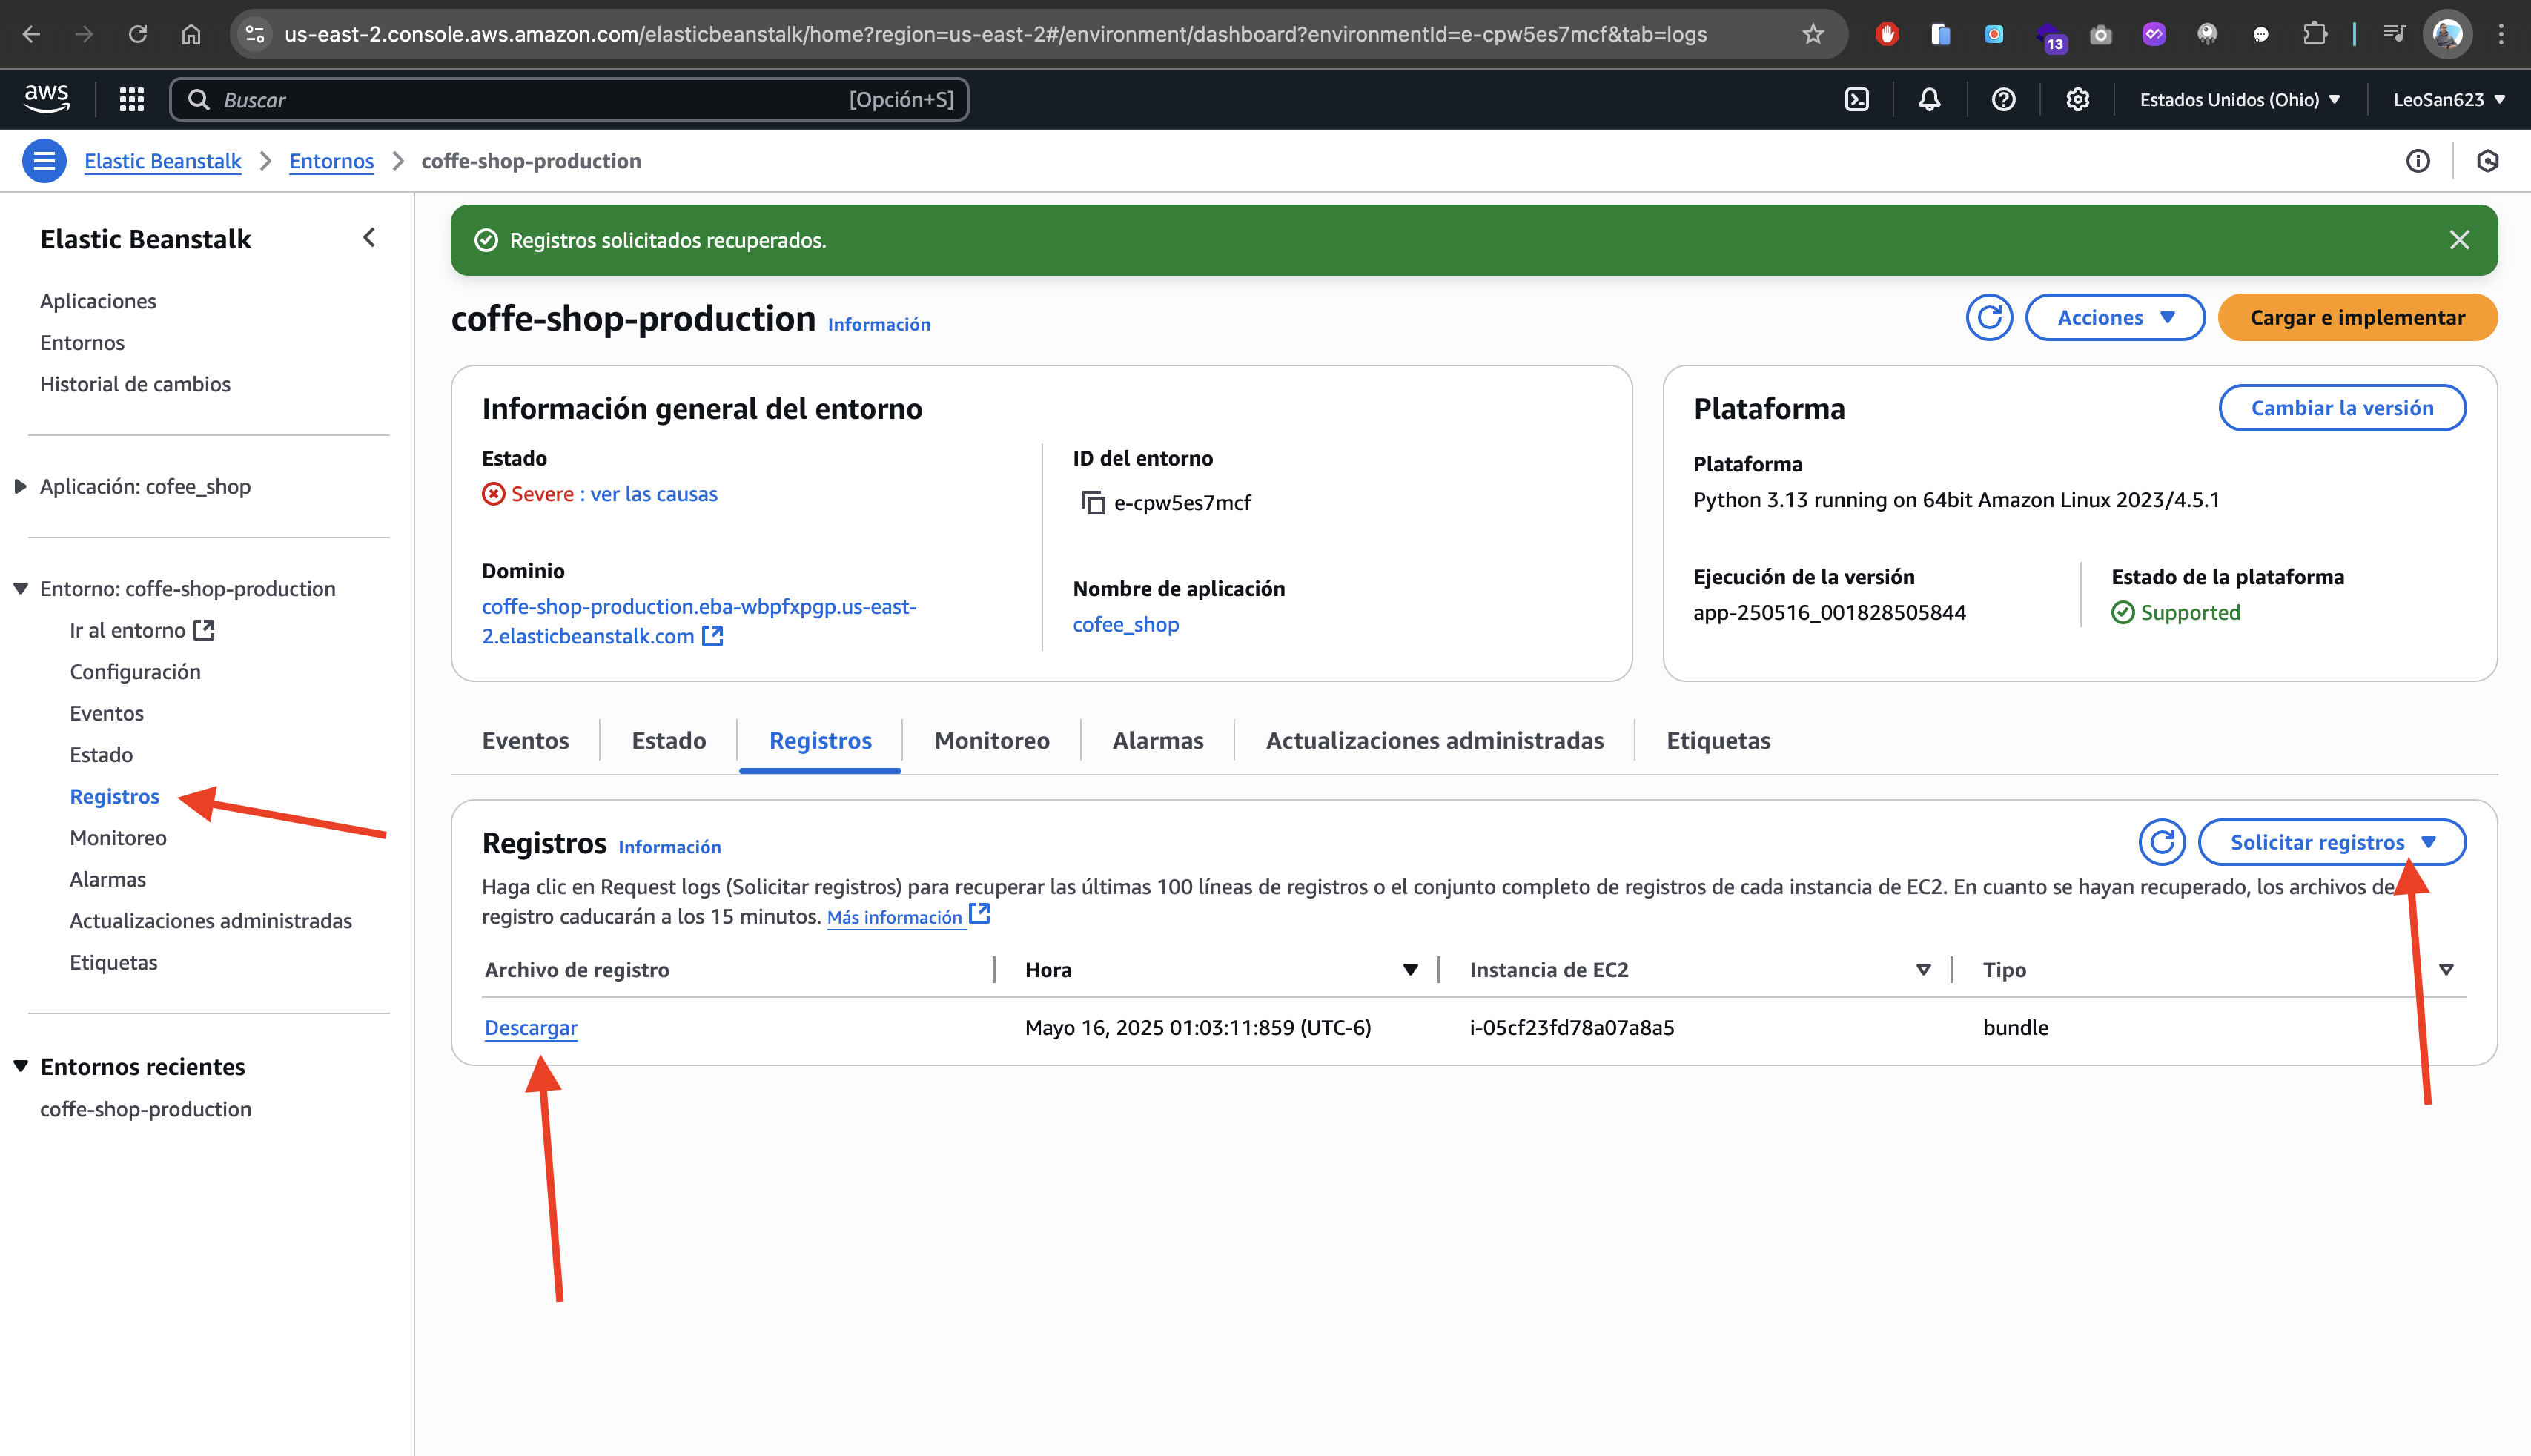 us-east-2.console.aws.amazon.com/elasticbeanstalk/home?region=us-east-2#/environment/dashboard?environmentId=e-cpw5es7mcf&tab=logs
13
aws
Buscar
[Opción+S]
Estados Unidos (Ohio)
LeoSan623
Elastic Beanstalk
Entornos
coffe-shop-production
Elastic Beanstalk
Aplicaciones
Entornos
Historial de cambios
Aplicación: cofee_shop
Entorno: coffe-shop-production
Ir al entorno
Configuración
Eventos
Estado
Registros
Monitoreo
Alarmas
Actualizaciones administradas
Etiquetas
Entornos recientes
coffe-shop-production
Registros solicitados recuperados.
coffe-shop-production Información
Acciones
Cargar e implementar
Información general del entorno
Estado
Severe : ver las causas
Dominio
coffe-shop-production.eba-wbpfxpgp.us-east-
2.elasticbeanstalk.com
ID del entorno
e-cpw5es7mcf
Nombre de aplicación
cofee_shop
Plataforma
Cambiar la versión
Plataforma
Python 3.13 running on 64bit Amazon Linux 2023/4.5.1
Ejecución de la versión
app-250516_001828505844
Estado de la plataforma
Supported
Eventos
Estado
Registros
Monitoreo
Alarmas
Actualizaciones administradas
Etiquetas
Registros Información
Solicitar registros
Haga clic en Request logs (Solicitar registros) para recuperar las últimas 100 líneas de registros o el conjunto completo de registros de cada instancia de EC2. En cuanto se hayan recuperado, los archivos de
registro caducarán a los 15 minutos. Más información
Archivo de registro
Hora
Instancia de EC2
Tipo
Descargar
Mayo 16, 2025 01:03:11:859 (UTC-6)
i-05cf23fd78a07a8a5
bundle